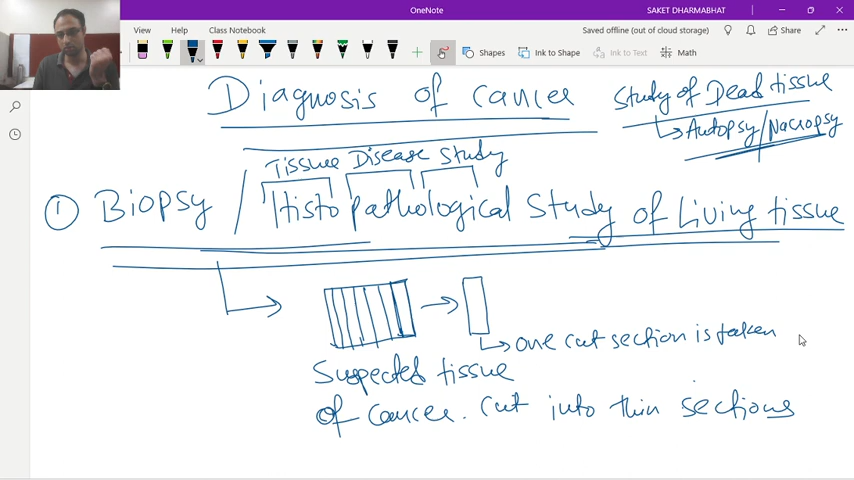 OneNote
SAKET DHARMABHAT
View Help Class Notebook
Saved offline (out of cloud storage)
Share
Shapes
Ink to Shape
Ink to Text
Math
Diagnosis of cancer
Study of Dead tissue
Autopsy/Nacropsy
Tissue Disease Study
① Biopsy / Histopathological Study of Living tissue
one cut section is taken
Suspected tissue
of cancer. Cut into thin sections